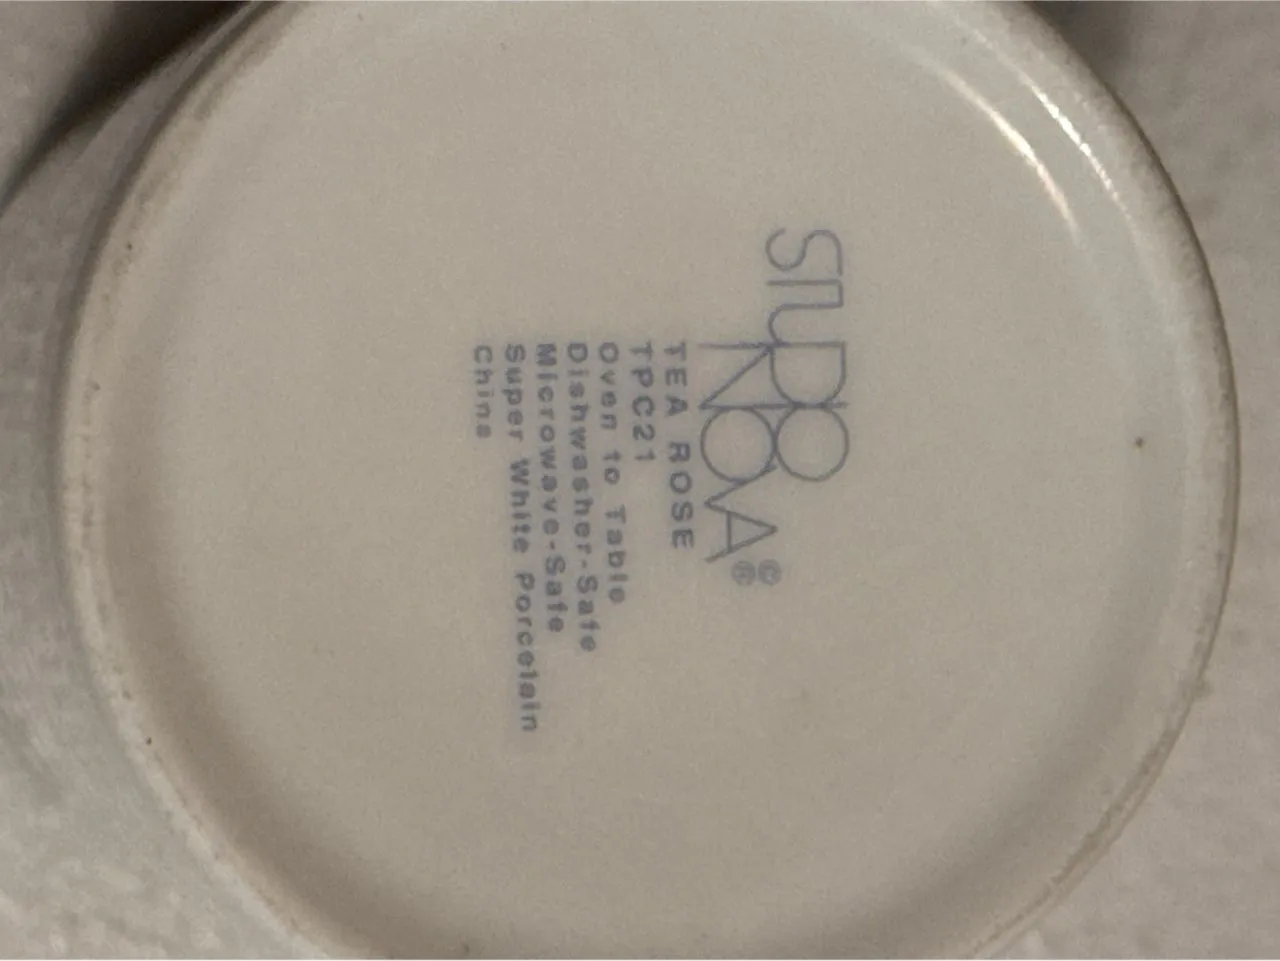 STUDIO
NOVA©®
TEA ROSE
TPC21
Oven to Table
Dishwasher-Safe
Microwave-Safe
Super White Porcelain
China